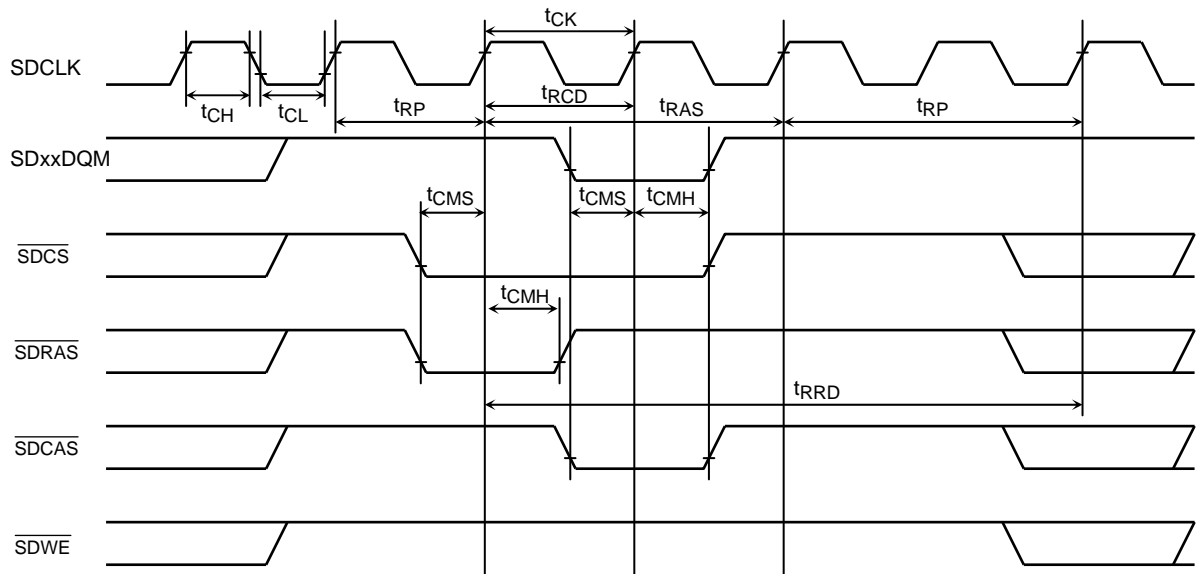 tCK
SDCLK
tCH
tCL
tRP
tRCD
tRAS
tRP
SDxxDQM
tCMS
tCMS
tCMH
SDCS
tCMH
SDRAS
tRRD
SDCAS
SDWE